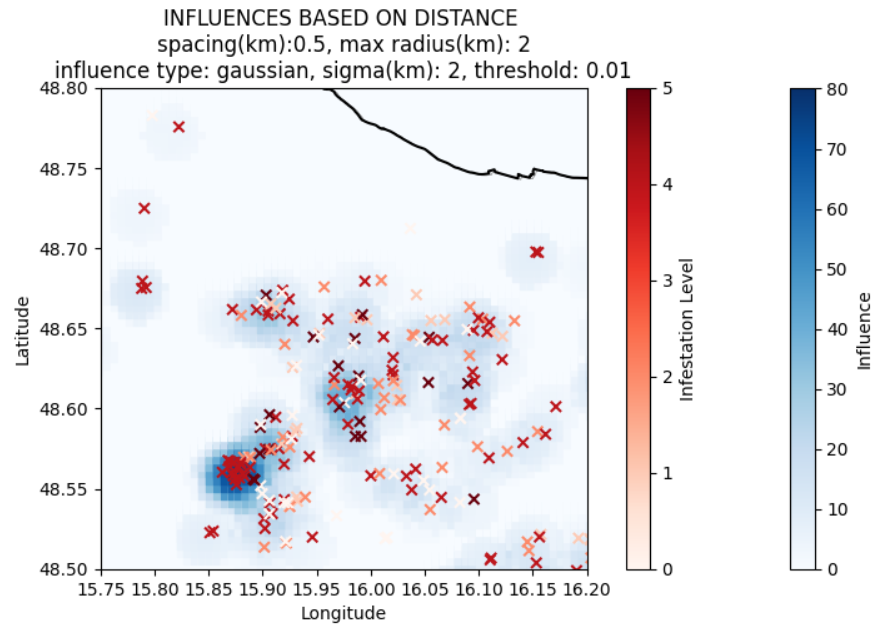 INFLUENCES BASED ON DISTANCE
spacing(km):0.5, max radius(km): 2
influence type: gaussian, sigma(km): 2, threshold: 0.01
48.80
48.75
48.70
48.65
48.60
48.55
48.50
Latitude
15.75 15.80 15.85 15.90 15.95 16.00 16.05 16.10 16.15 16.20
Longitude
5
4
3
2
1
0
Infestation Level
80
70
60
50
40
30
20
10
0
Influence